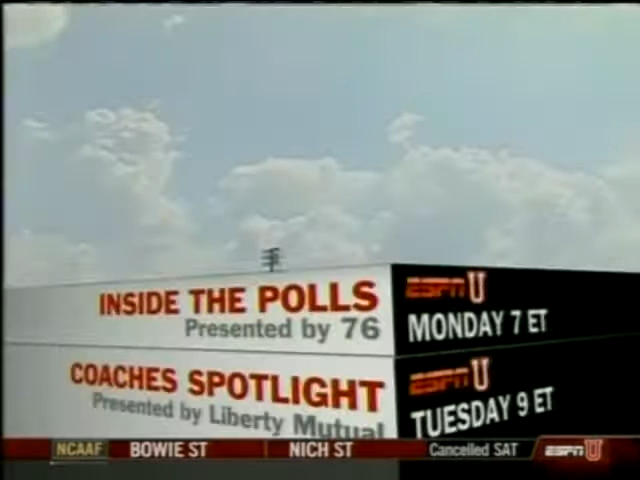 INSIDE THE POLLS
Presented by 76
ESPN U
MONDAY 7 ET
COACHES SPOTLIGHT
Presented by Liberty Mutual
ESPN U
TUESDAY 9 ET
NCAAF BOWIE ST NICH ST Cancelled SAT ESPN U